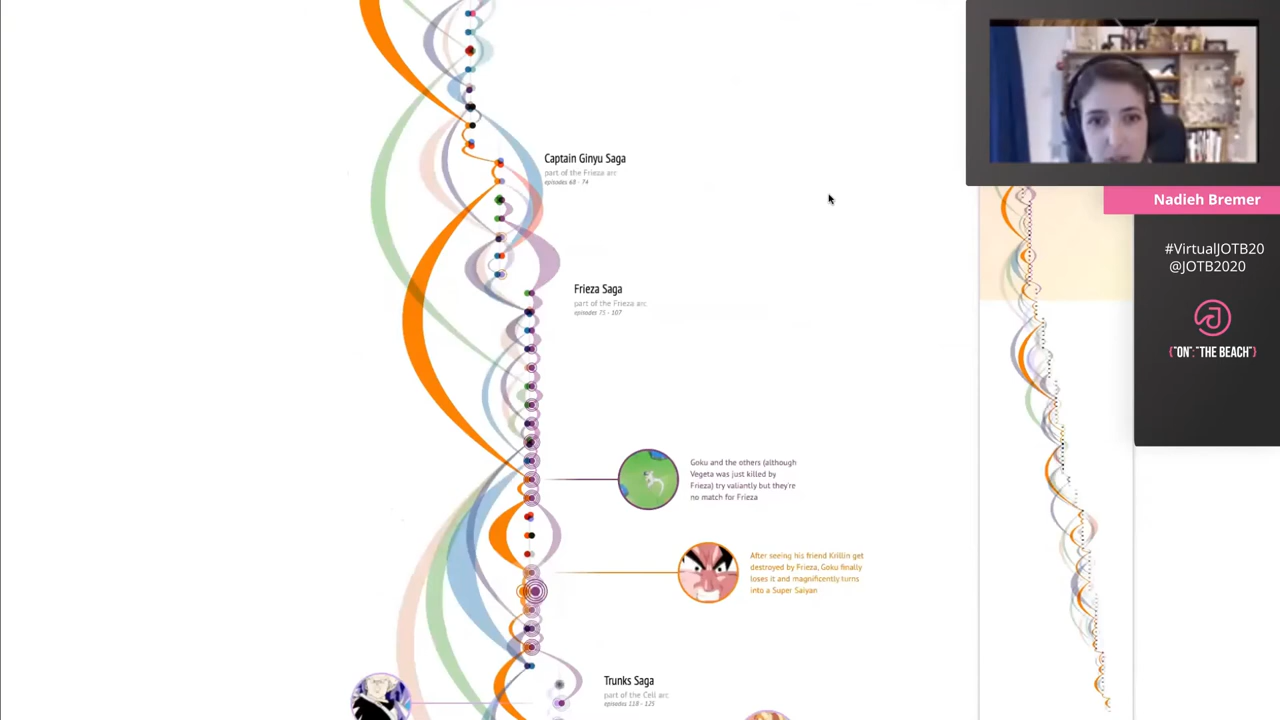 Captain Ginyu Saga
part of the Frieza arc
episodes 68 - 74
Frieza Saga
part of the Frieza arc
episodes 75 - 107
Goku and the others (although
Vegeta was just killed by
Frieza) try valiantly but they're
no match for Frieza
After seeing his friend Krillin get
destroyed by Frieza, Goku finally
loses it and magnificently turns
into a Super Saiyan
Trunks Saga
part of the Cell arc
episodes 118 - 125
Nadieh Bremer
#VirtualJOTB20
@JOTB2020
{"ON":"THE BEACH"}